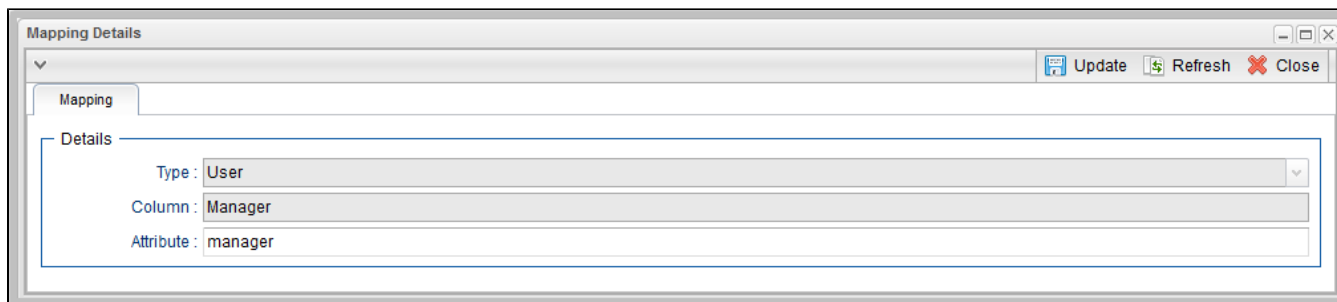 Mapping Details
Update Refresh Close
Mapping
Details
Type : User
Column : Manager
Attribute : manager